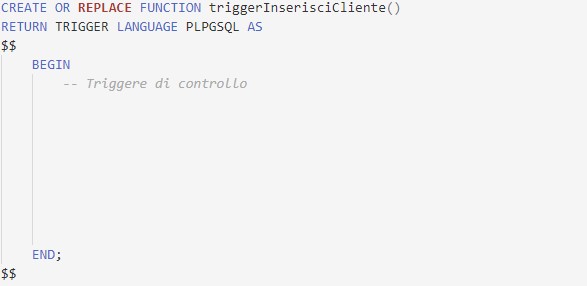 CREATE OR REPLACE FUNCTION triggerInserisciCliente()
RETURN TRIGGER LANGUAGE PLPGSQL AS
$$
BEGIN
-- Triggere di controllo
END;
$$